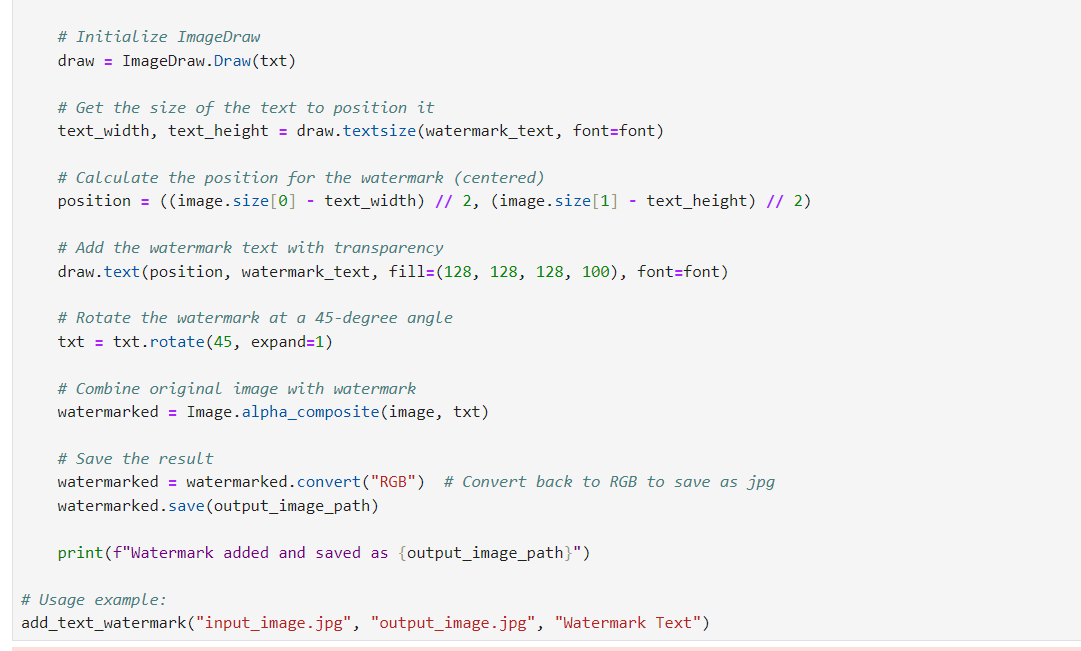 # Initialize ImageDraw
draw = ImageDraw.Draw(txt)
# Get the size of the text to position it
text_width, text_height = draw.textsize(watermark_text, font=font)
# Calculate the position for the watermark (centered)
position = ((image.size[0] - text_width) // 2, (image.size[1] - text_height) // 2)
# Add the watermark text with transparency
draw.text(position, watermark_text, fill=(128, 128, 128, 100), font=font)
# Rotate the watermark at a 45-degree angle
txt = txt.rotate(45, expand=1)
# Combine original image with watermark
watermarked = Image.alpha_composite(image, txt)
# Save the result
watermarked = watermarked.convert("RGB")  # Convert back to RGB to save as jpg
watermarked.save(output_image_path)
print(f"Watermark added and saved as {output_image_path}")
# Usage example:
add_text_watermark("input_image.jpg", "output_image.jpg", "Watermark Text")